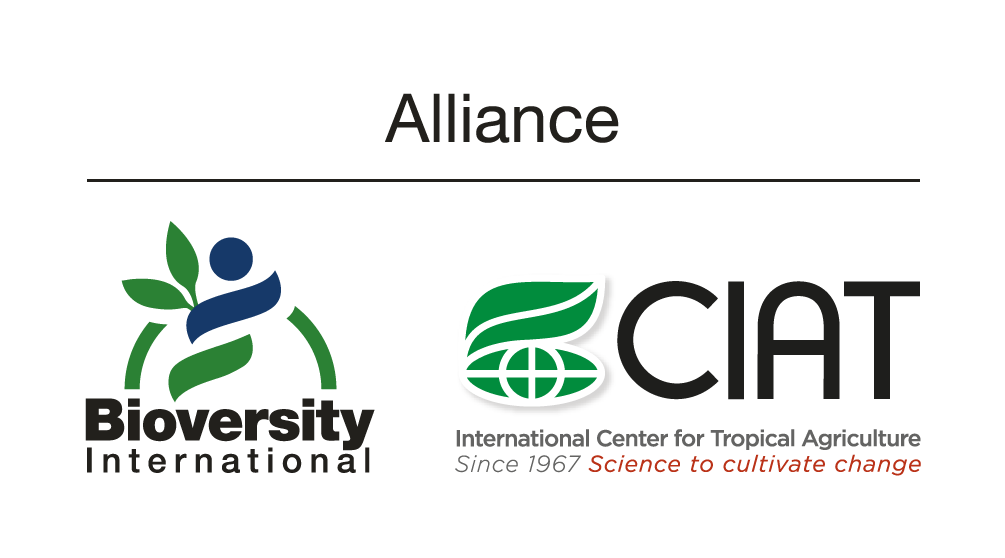 Alliance
Bioversity
International
CIAT
International Center for Tropical Agriculture
Since 1967 Science to cultivate change